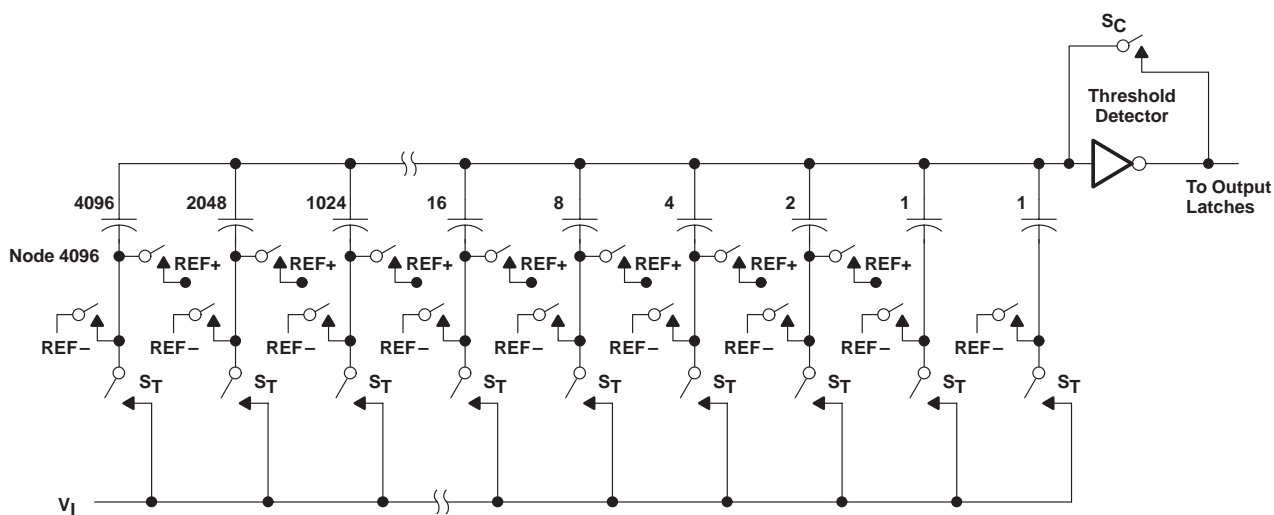 SC
Threshold
Detector
To Output
Latches
4096 2048 1024 16 8 4 2 1 1
Node 4096 REF+ REF+ REF+ REF+ REF+ REF+ REF+
REF– REF– REF– REF– REF– REF– REF– REF– REF–
ST ST ST ST ST ST ST ST ST
VI